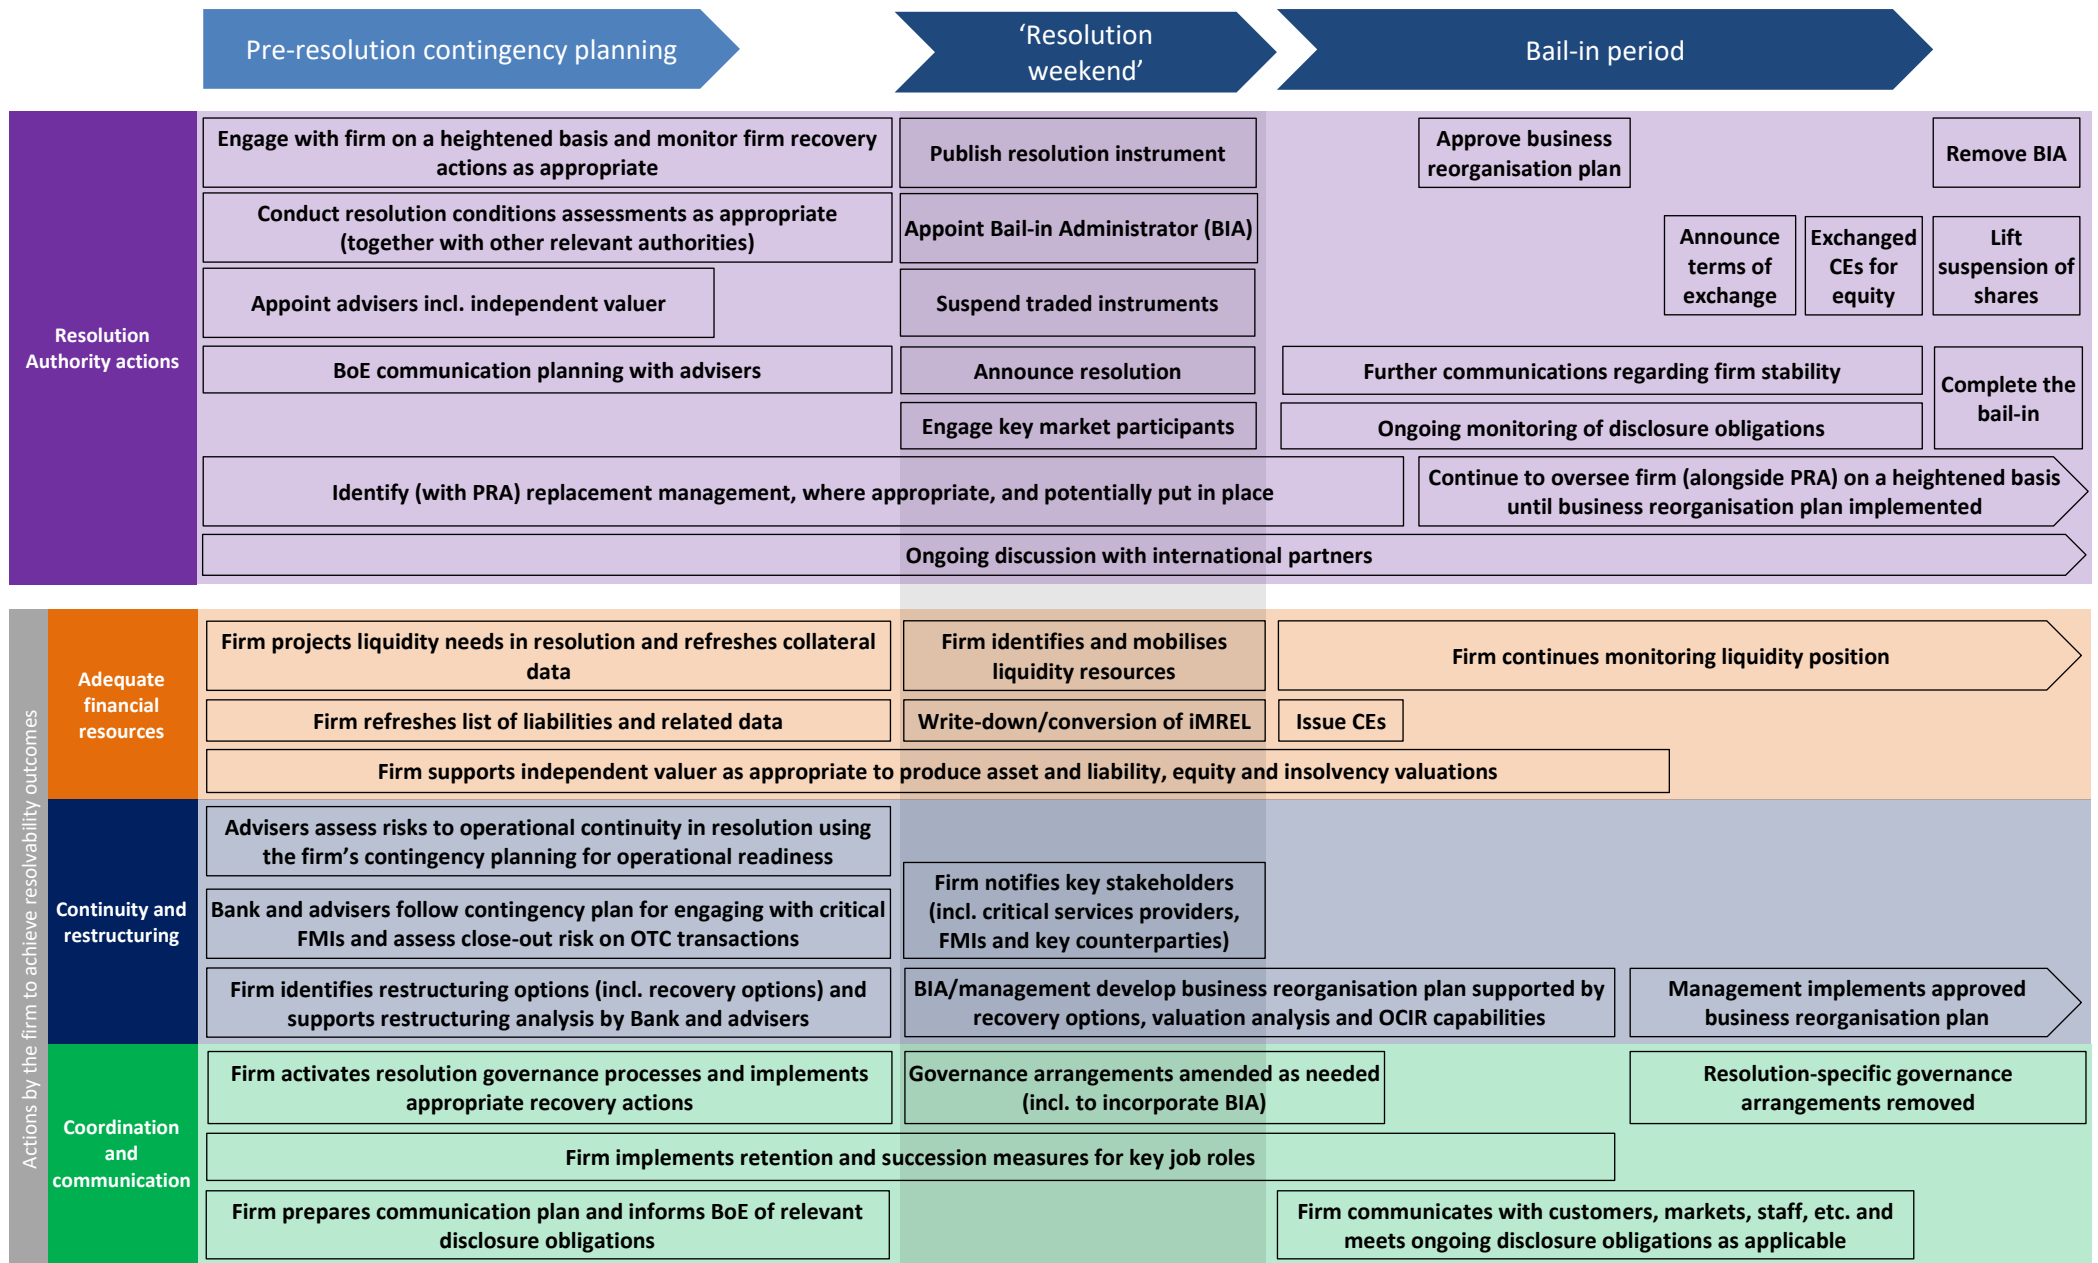 Pre-resolution contingency planning
‘Resolution
weekend’
Bail-in period
Resolution
Authority actions
Engage with firm on a heightened basis and monitor firm recovery
actions as appropriate
Publish resolution instrument
Approve business
reorganisation plan
Remove BIA
Conduct resolution conditions assessments as appropriate
(together with other relevant authorities)
Appoint Bail-in Administrator (BIA)
Announce
terms of
exchange
Exchanged
CEs for
equity
Lift
suspension of
shares
Appoint advisers incl. independent valuer
Suspend traded instruments
BoE communication planning with advisers
Announce resolution
Further communications regarding firm stability
Complete the
bail-in
Engage key market participants
Ongoing monitoring of disclosure obligations
Identify (with PRA) replacement management, where appropriate, and potentially put in place
Continue to oversee firm (alongside PRA) on a heightened basis
until business reorganisation plan implemented
Ongoing discussion with international partners
Actions by the firm to achieve resolvability outcomes
Adequate
financial
resources
Firm projects liquidity needs in resolution and refreshes collateral
data
Firm identifies and mobilises
liquidity resources
Firm continues monitoring liquidity position
Firm refreshes list of liabilities and related data
Write-down/conversion of iMREL
Issue CEs
Firm supports independent valuer as appropriate to produce asset and liability, equity and insolvency valuations
Continuity and
restructuring
Advisers assess risks to operational continuity in resolution using
the firm’s contingency planning for operational readiness
Bank and advisers follow contingency plan for engaging with critical
FMIs and assess close-out risk on OTC transactions
Firm notifies key stakeholders
(incl. critical services providers,
FMIs and key counterparties)
Firm identifies restructuring options (incl. recovery options) and
supports restructuring analysis by Bank and advisers
BIA/management develop business reorganisation plan supported by
recovery options, valuation analysis and OCIR capabilities
Management implements approved
business reorganisation plan
Coordination
and
communication
Firm activates resolution governance processes and implements
appropriate recovery actions
Governance arrangements amended as needed
(incl. to incorporate BIA)
Resolution-specific governance
arrangements removed
Firm implements retention and succession measures for key job roles
Firm prepares communication plan and informs BoE of relevant
disclosure obligations
Firm communicates with customers, markets, staff, etc. and
meets ongoing disclosure obligations as applicable